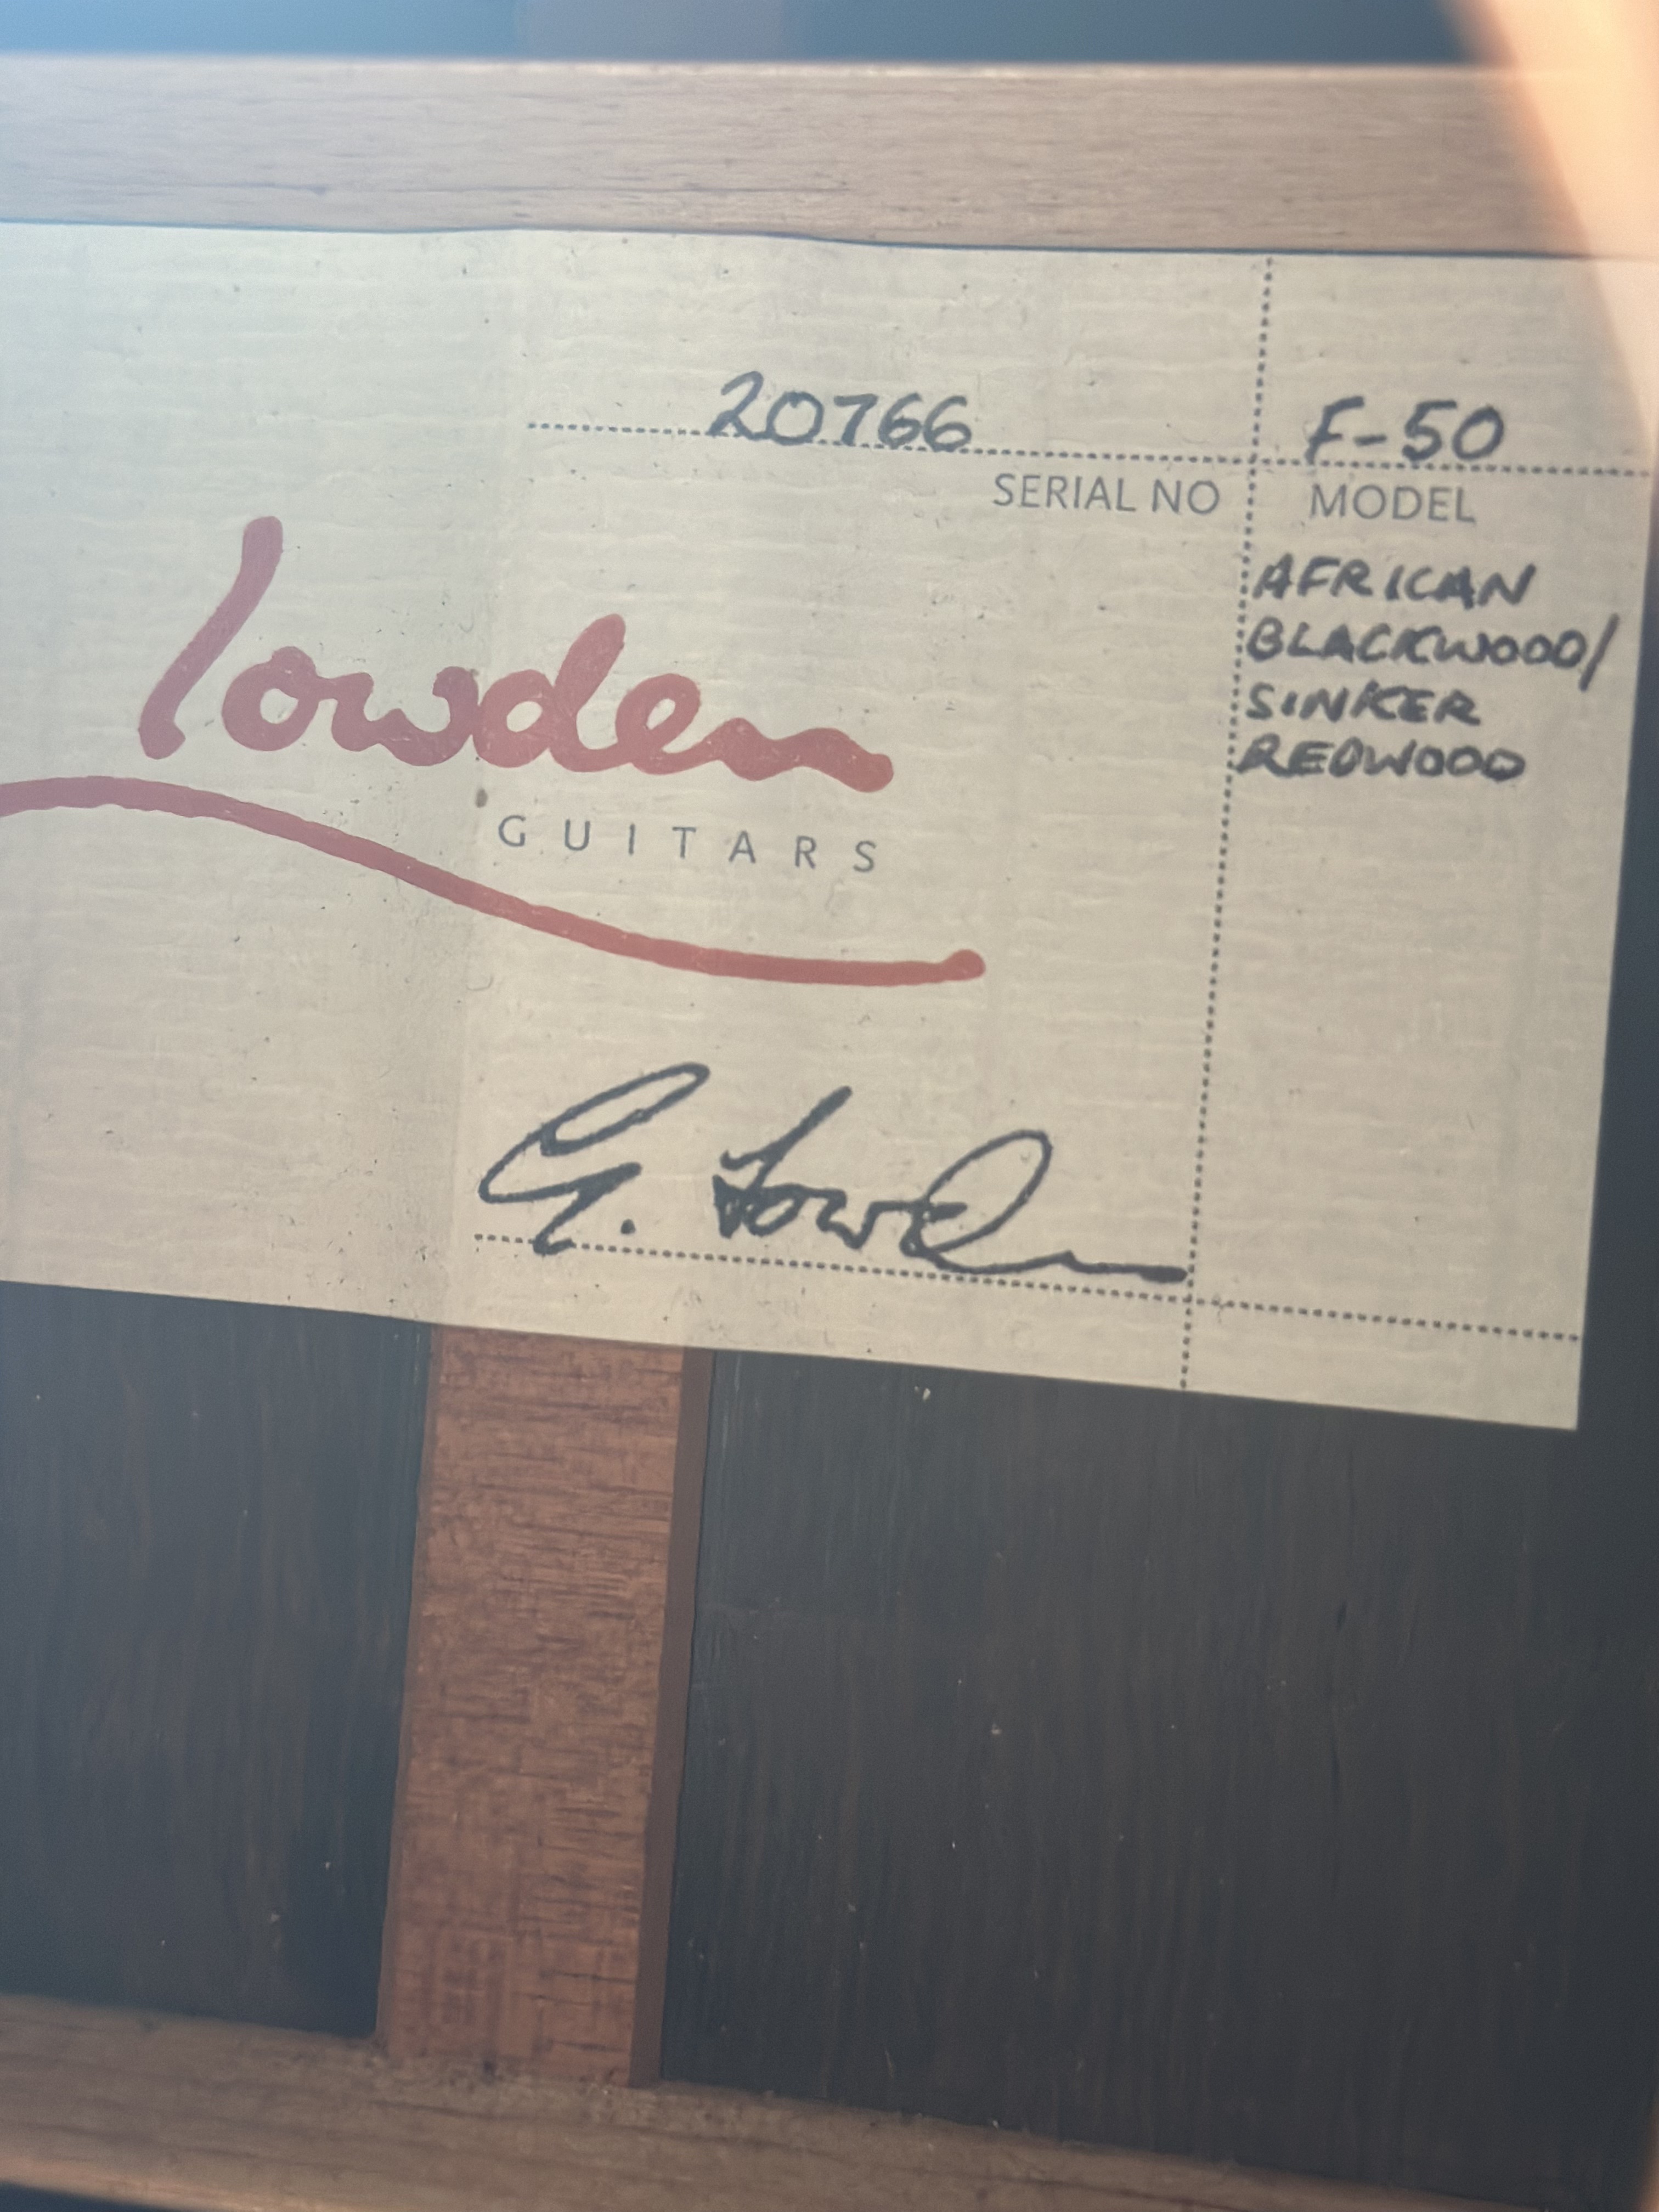 20766
F-50
SERIAL NO
MODEL
AFRICAN
BLACKWOOD/
SINKER
REDWOOD
lowden
GUITARS
G. Lowden